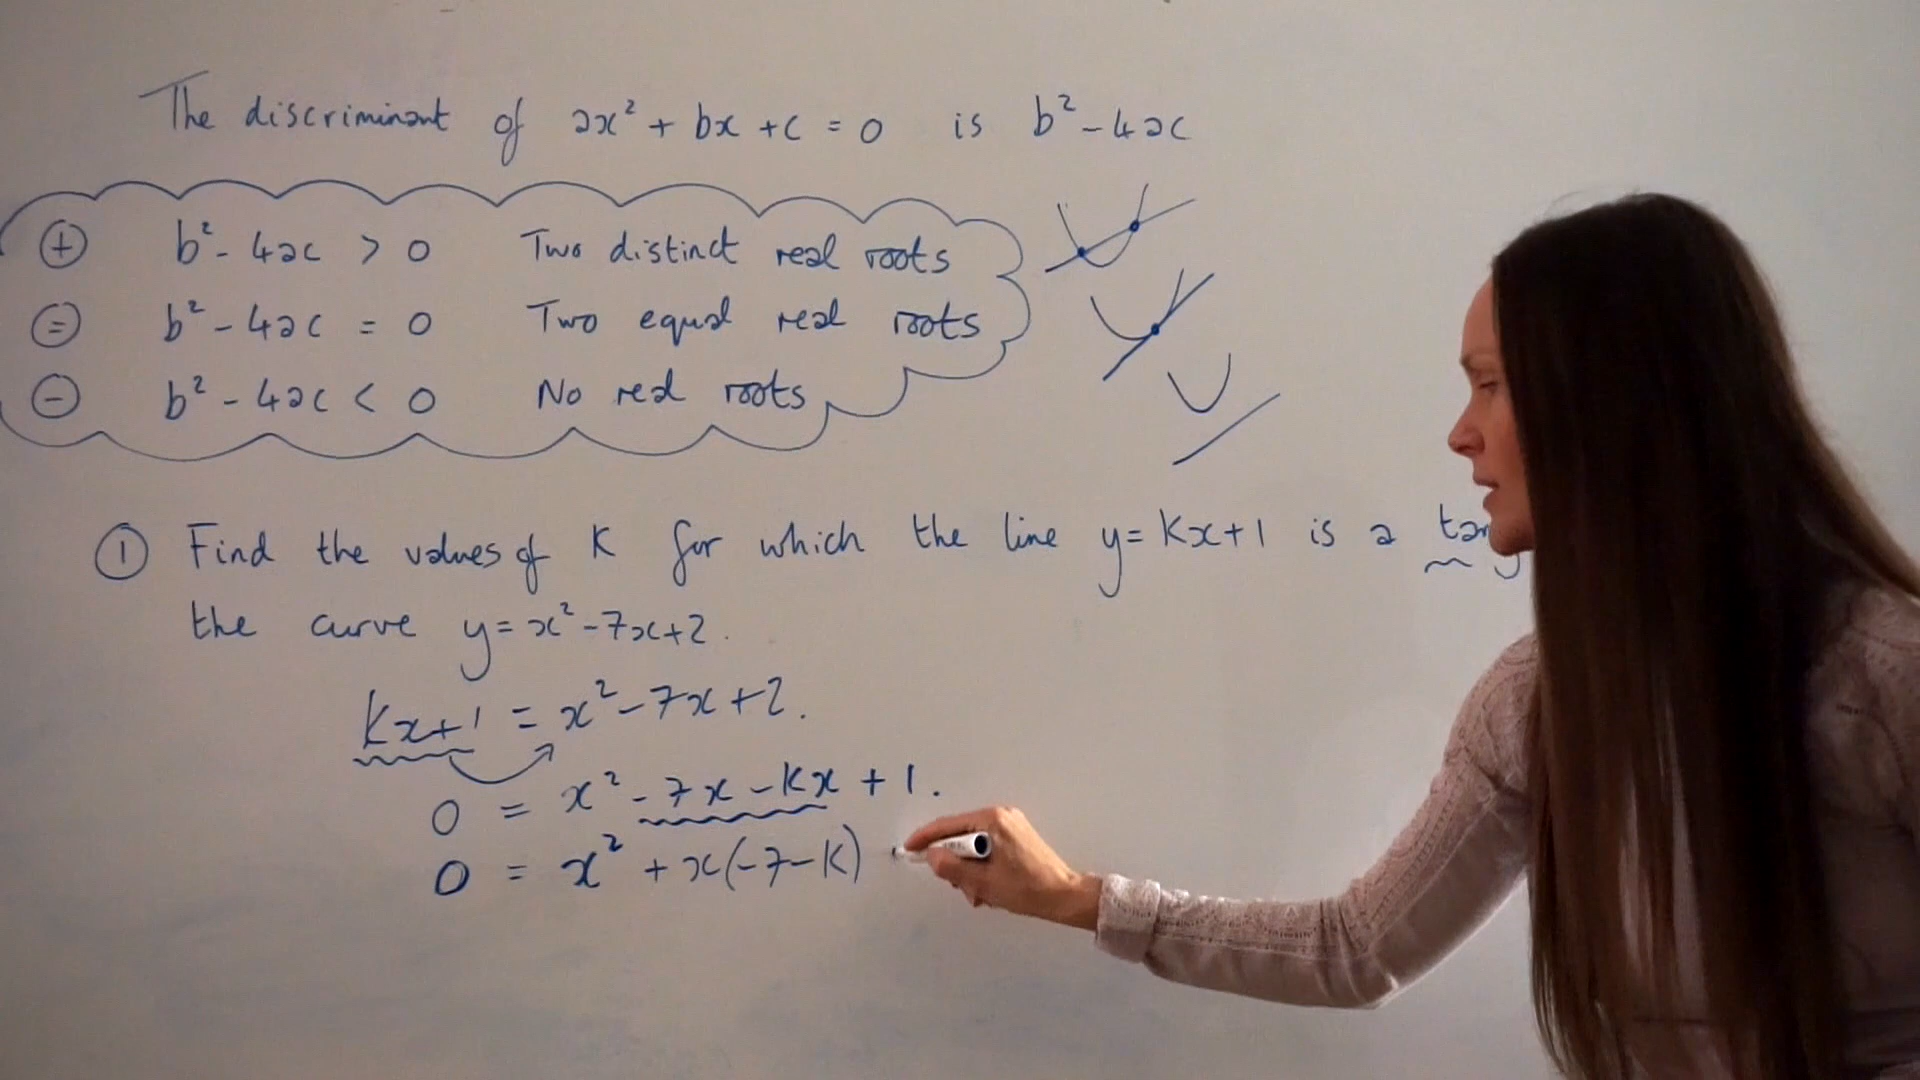 The discriminant of ax² + bx + c = 0 is b² - 4ac
⊕ b² - 4ac > 0 Two distinct real roots
⊜ b² - 4ac = 0 Two equal real roots
⊖ b² - 4ac < 0 No real roots
① Find the values of K for which the line y = Kx+1 is a
the curve y = x² - 7x + 2.
Kx+1 = x² - 7x + 2.
0 = x² - 7x - Kx + 1.
0 = x² + x(-7-K)